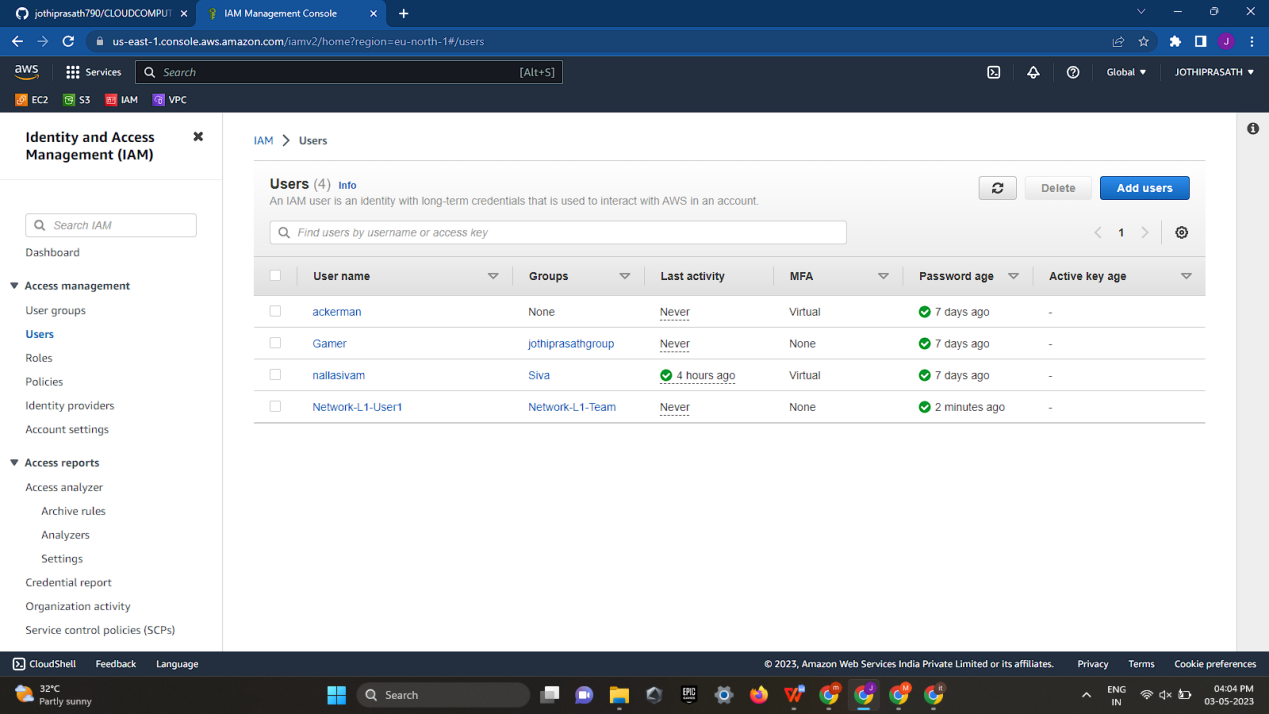 jothiprasath790/CLOUDCOMPUT
IAM Management Console
us-east-1.console.aws.amazon.com/iamv2/home?region=eu-north-1#/users
J
aws
Services
Search
[Alt+S]
Global
JOTHIPRASATH
EC2
S3
IAM
VPC
Identity and Access
Management (IAM)
Search IAM
Dashboard
Access management
User groups
Users
Roles
Policies
Identity providers
Account settings
Access reports
Access analyzer
Archive rules
Analyzers
Settings
Credential report
Organization activity
Service control policies (SCPs)
IAM > Users
Users (4) Info
An IAM user is an identity with long-term credentials that is used to interact with AWS in an account.
Delete
Add users
Find users by username or access key
1
User name Groups Last activity MFA Password age Active key age
ackerman None Never Virtual 7 days ago -
Gamer jothiprasathgroup Never None 7 days ago -
nallasivam Siva 4 hours ago Virtual 7 days ago -
Network-L1-User1 Network-L1-Team Never None 2 minutes ago -
CloudShell Feedback Language
© 2023, Amazon Web Services India Private Limited or its affiliates. Privacy Terms Cookie preferences
32°C
Partly sunny
Search
EPIC
ENG
IN
04:04 PM
03-05-2023